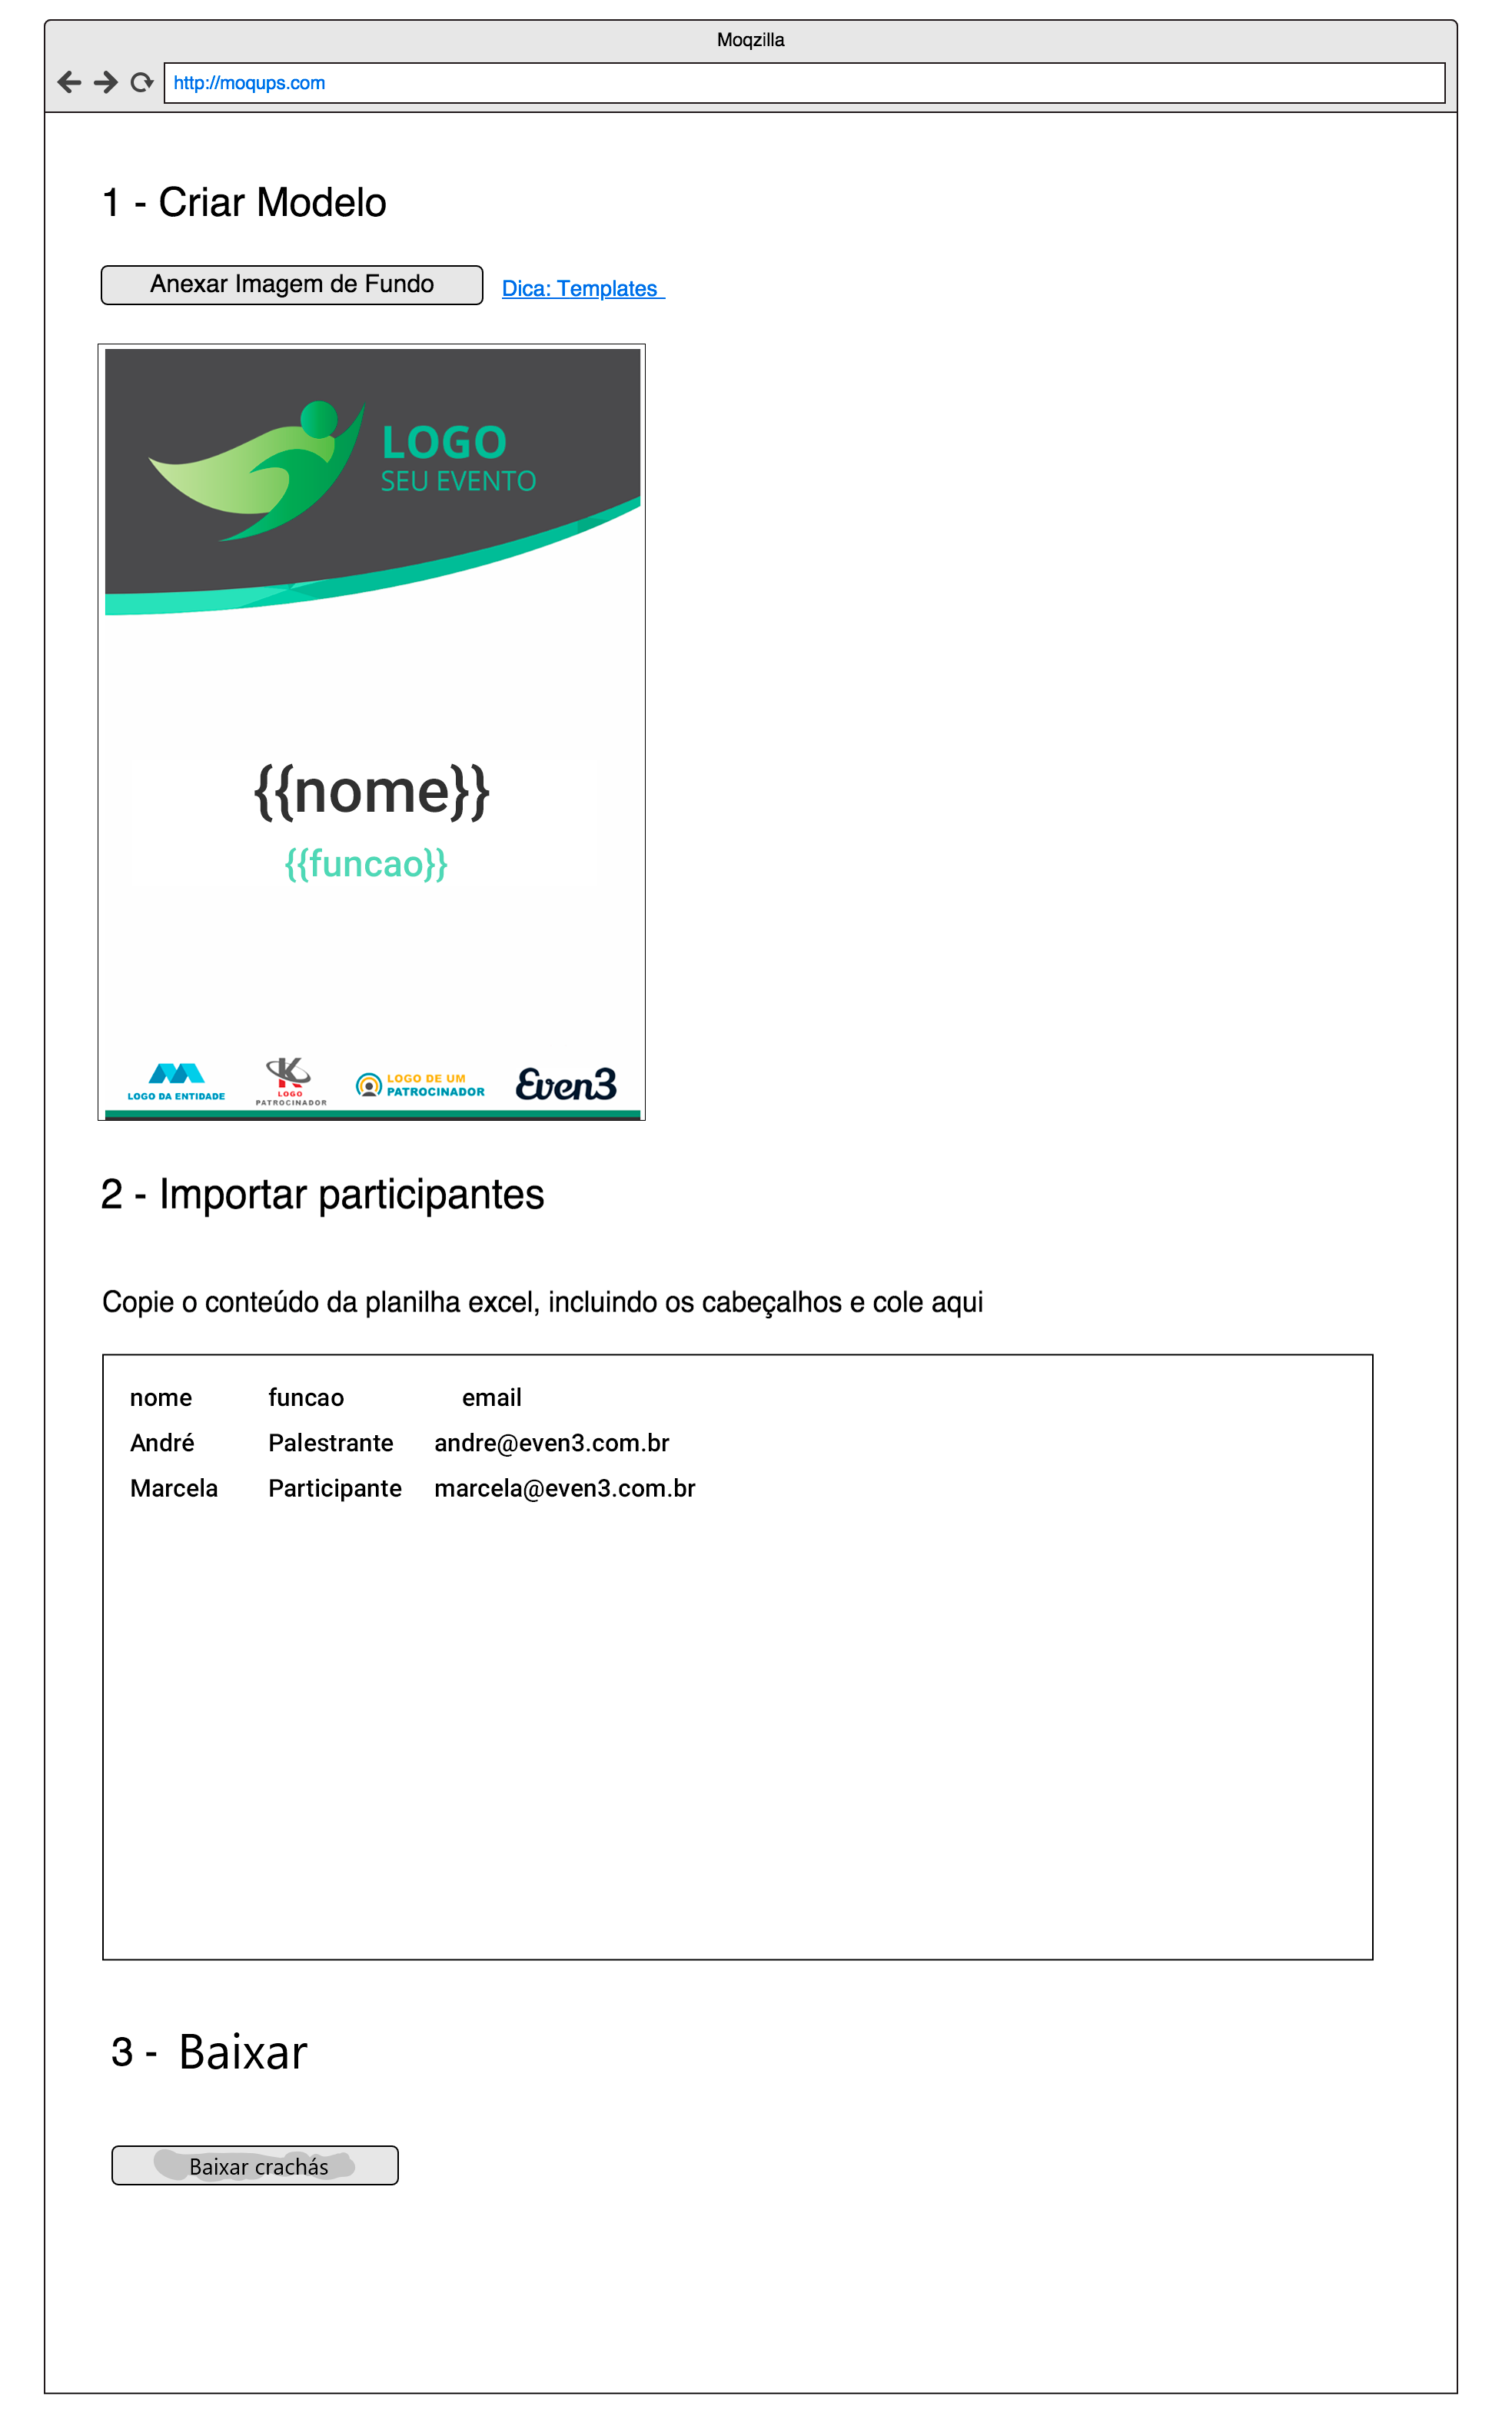 Moqzilla
http://moqups.com
1 - Criar Modelo
Anexar Imagem de Fundo
Dica: Templates
LOGO
SEU EVENTO
{{nome}}
{{funcao}}
LOGO DA ENTIDADE
K
LOGO
PATROCINADOR
LOGO DE UM
PATROCINADOR
Even3
2 - Importar participantes
Copie o conteúdo da planilha excel, incluindo os cabeçalhos e cole aqui
nome funcao email
André Palestrante andre@even3.com.br
Marcela Participante marcela@even3.com.br
3 - Baixar
Baixar crachás